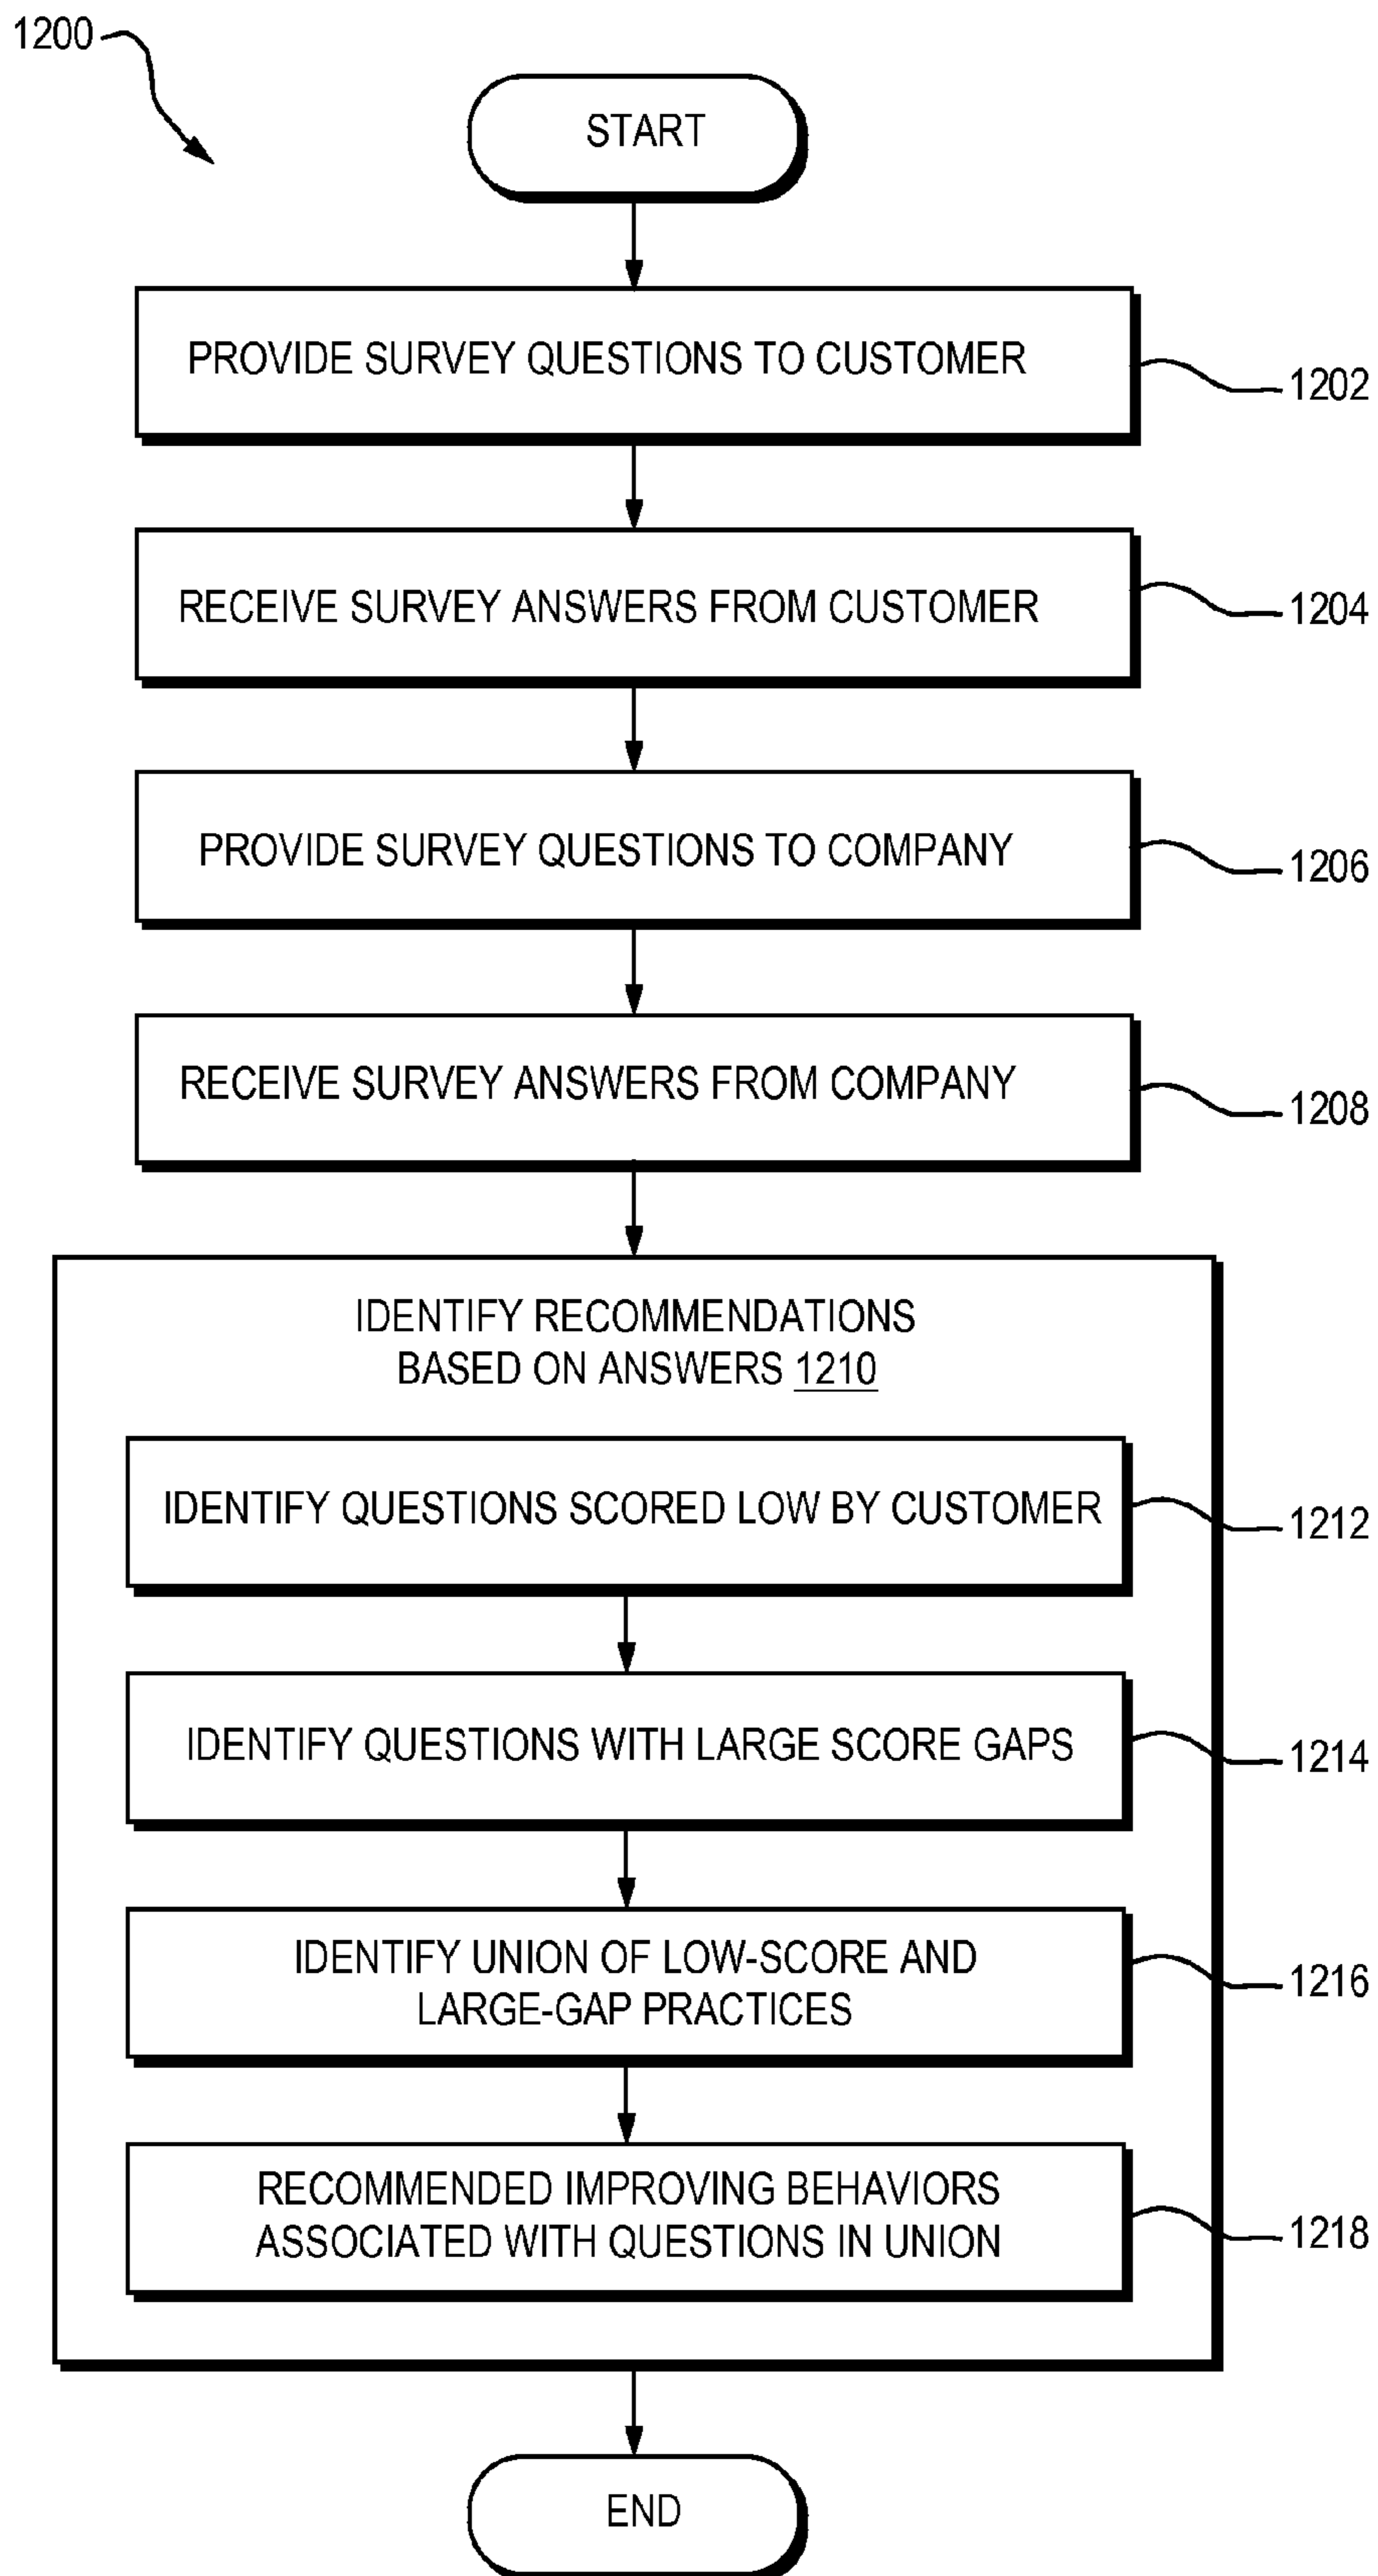 1200
START
PROVIDE SURVEY QUESTIONS TO CUSTOMER
1202
RECEIVE SURVEY ANSWERS FROM CUSTOMER
1204
PROVIDE SURVEY QUESTIONS TO COMPANY
1206
RECEIVE SURVEY ANSWERS FROM COMPANY
1208
IDENTIFY RECOMMENDATIONS
BASED ON ANSWERS 1210
IDENTIFY QUESTIONS SCORED LOW BY CUSTOMER
1212
IDENTIFY QUESTIONS WITH LARGE SCORE GAPS
1214
IDENTIFY UNION OF LOW-SCORE AND
LARGE-GAP PRACTICES
1216
RECOMMENDED IMPROVING BEHAVIORS
ASSOCIATED WITH QUESTIONS IN UNION
1218
END